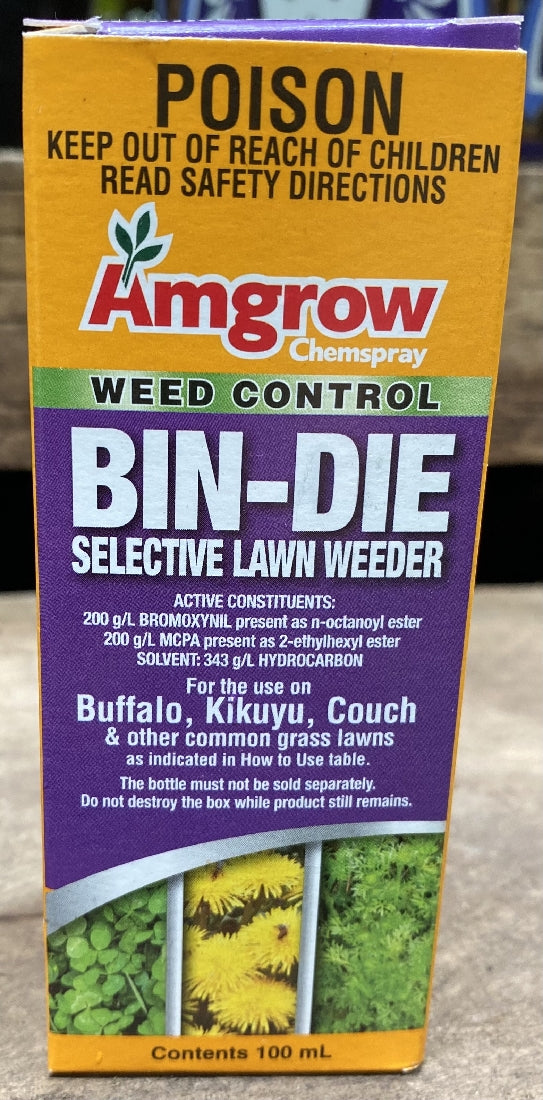 POISON
KEEP OUT OF REACH OF CHILDREN
READ SAFETY DIRECTIONS
Amgrow
Chemspray
WEED CONTROL
BIN-DIE
SELECTIVE LAWN WEEDER
ACTIVE CONSTITUENTS:
200 g/L BROMOXYNIL present as n-octanoyl ester
200 g/L MCPA present as 2-ethylhexyl ester
SOLVENT: 343 g/L HYDROCARBON
For the use on
Buffalo, Kikuyu, Couch
& other common grass lawns
as indicated in How to Use table.
The bottle must not be sold separately.
Do not destroy the box while product still remains.
Contents 100 mL